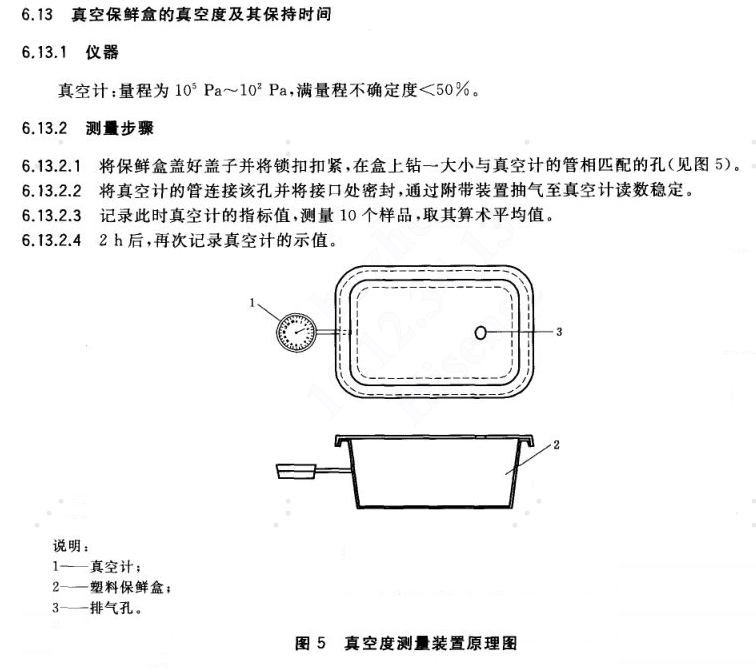 6.13 真空保鲜盒的真空度及其保持时间
6.13.1 仪器
真空计:量程为 10⁵ Pa～10² Pa,满量程不确定度<50%。
6.13.2 测量步骤
6.13.2.1 将保鲜盒盖好盖子并将锁扣扣紧,在盒上钻一大小与真空计的管相匹配的孔(见图 5)。
6.13.2.2 将真空计的管连接该孔并将接口处密封,通过附带装置抽气至真空计读数稳定。
6.13.2.3 记录此时真空计的指标值,测量 10 个样品,取其算术平均值。
6.13.2.4 2 h 后,再次记录真空计的示值。
1
3
2
说明:
1——真空计;
2——塑料保鲜盒;
3——排气孔。
图 5 真空度测量装置原理图